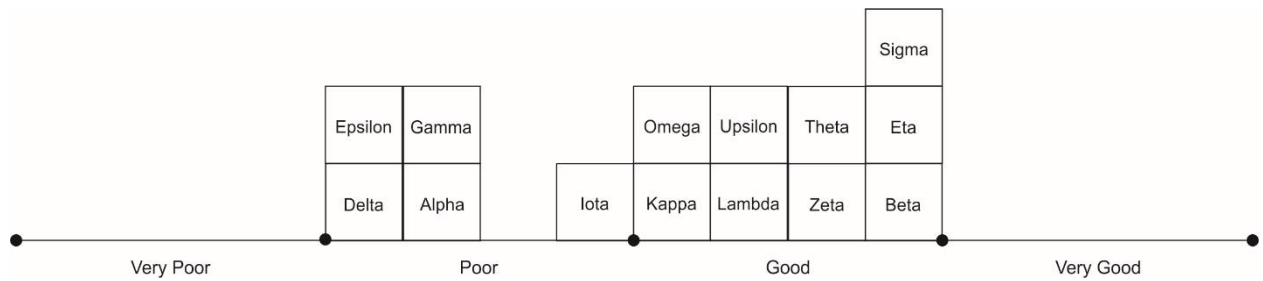 Sigma
Epsilon Gamma Omega Upsilon Theta Eta
Delta Alpha Iota Kappa Lambda Zeta Beta
Very Poor Poor Good Very Good